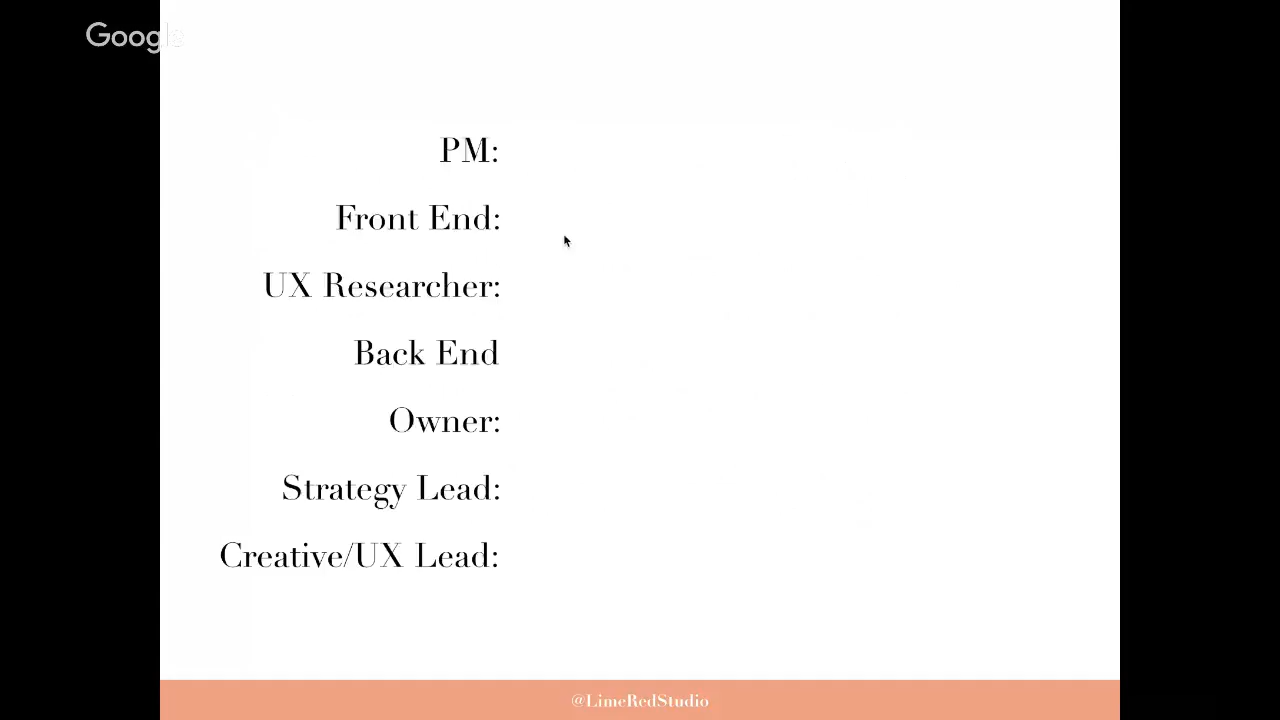 Google
PM:
Front End:
UX Researcher:
Back End
Owner:
Strategy Lead:
Creative/UX Lead:
@LimeRedStudio